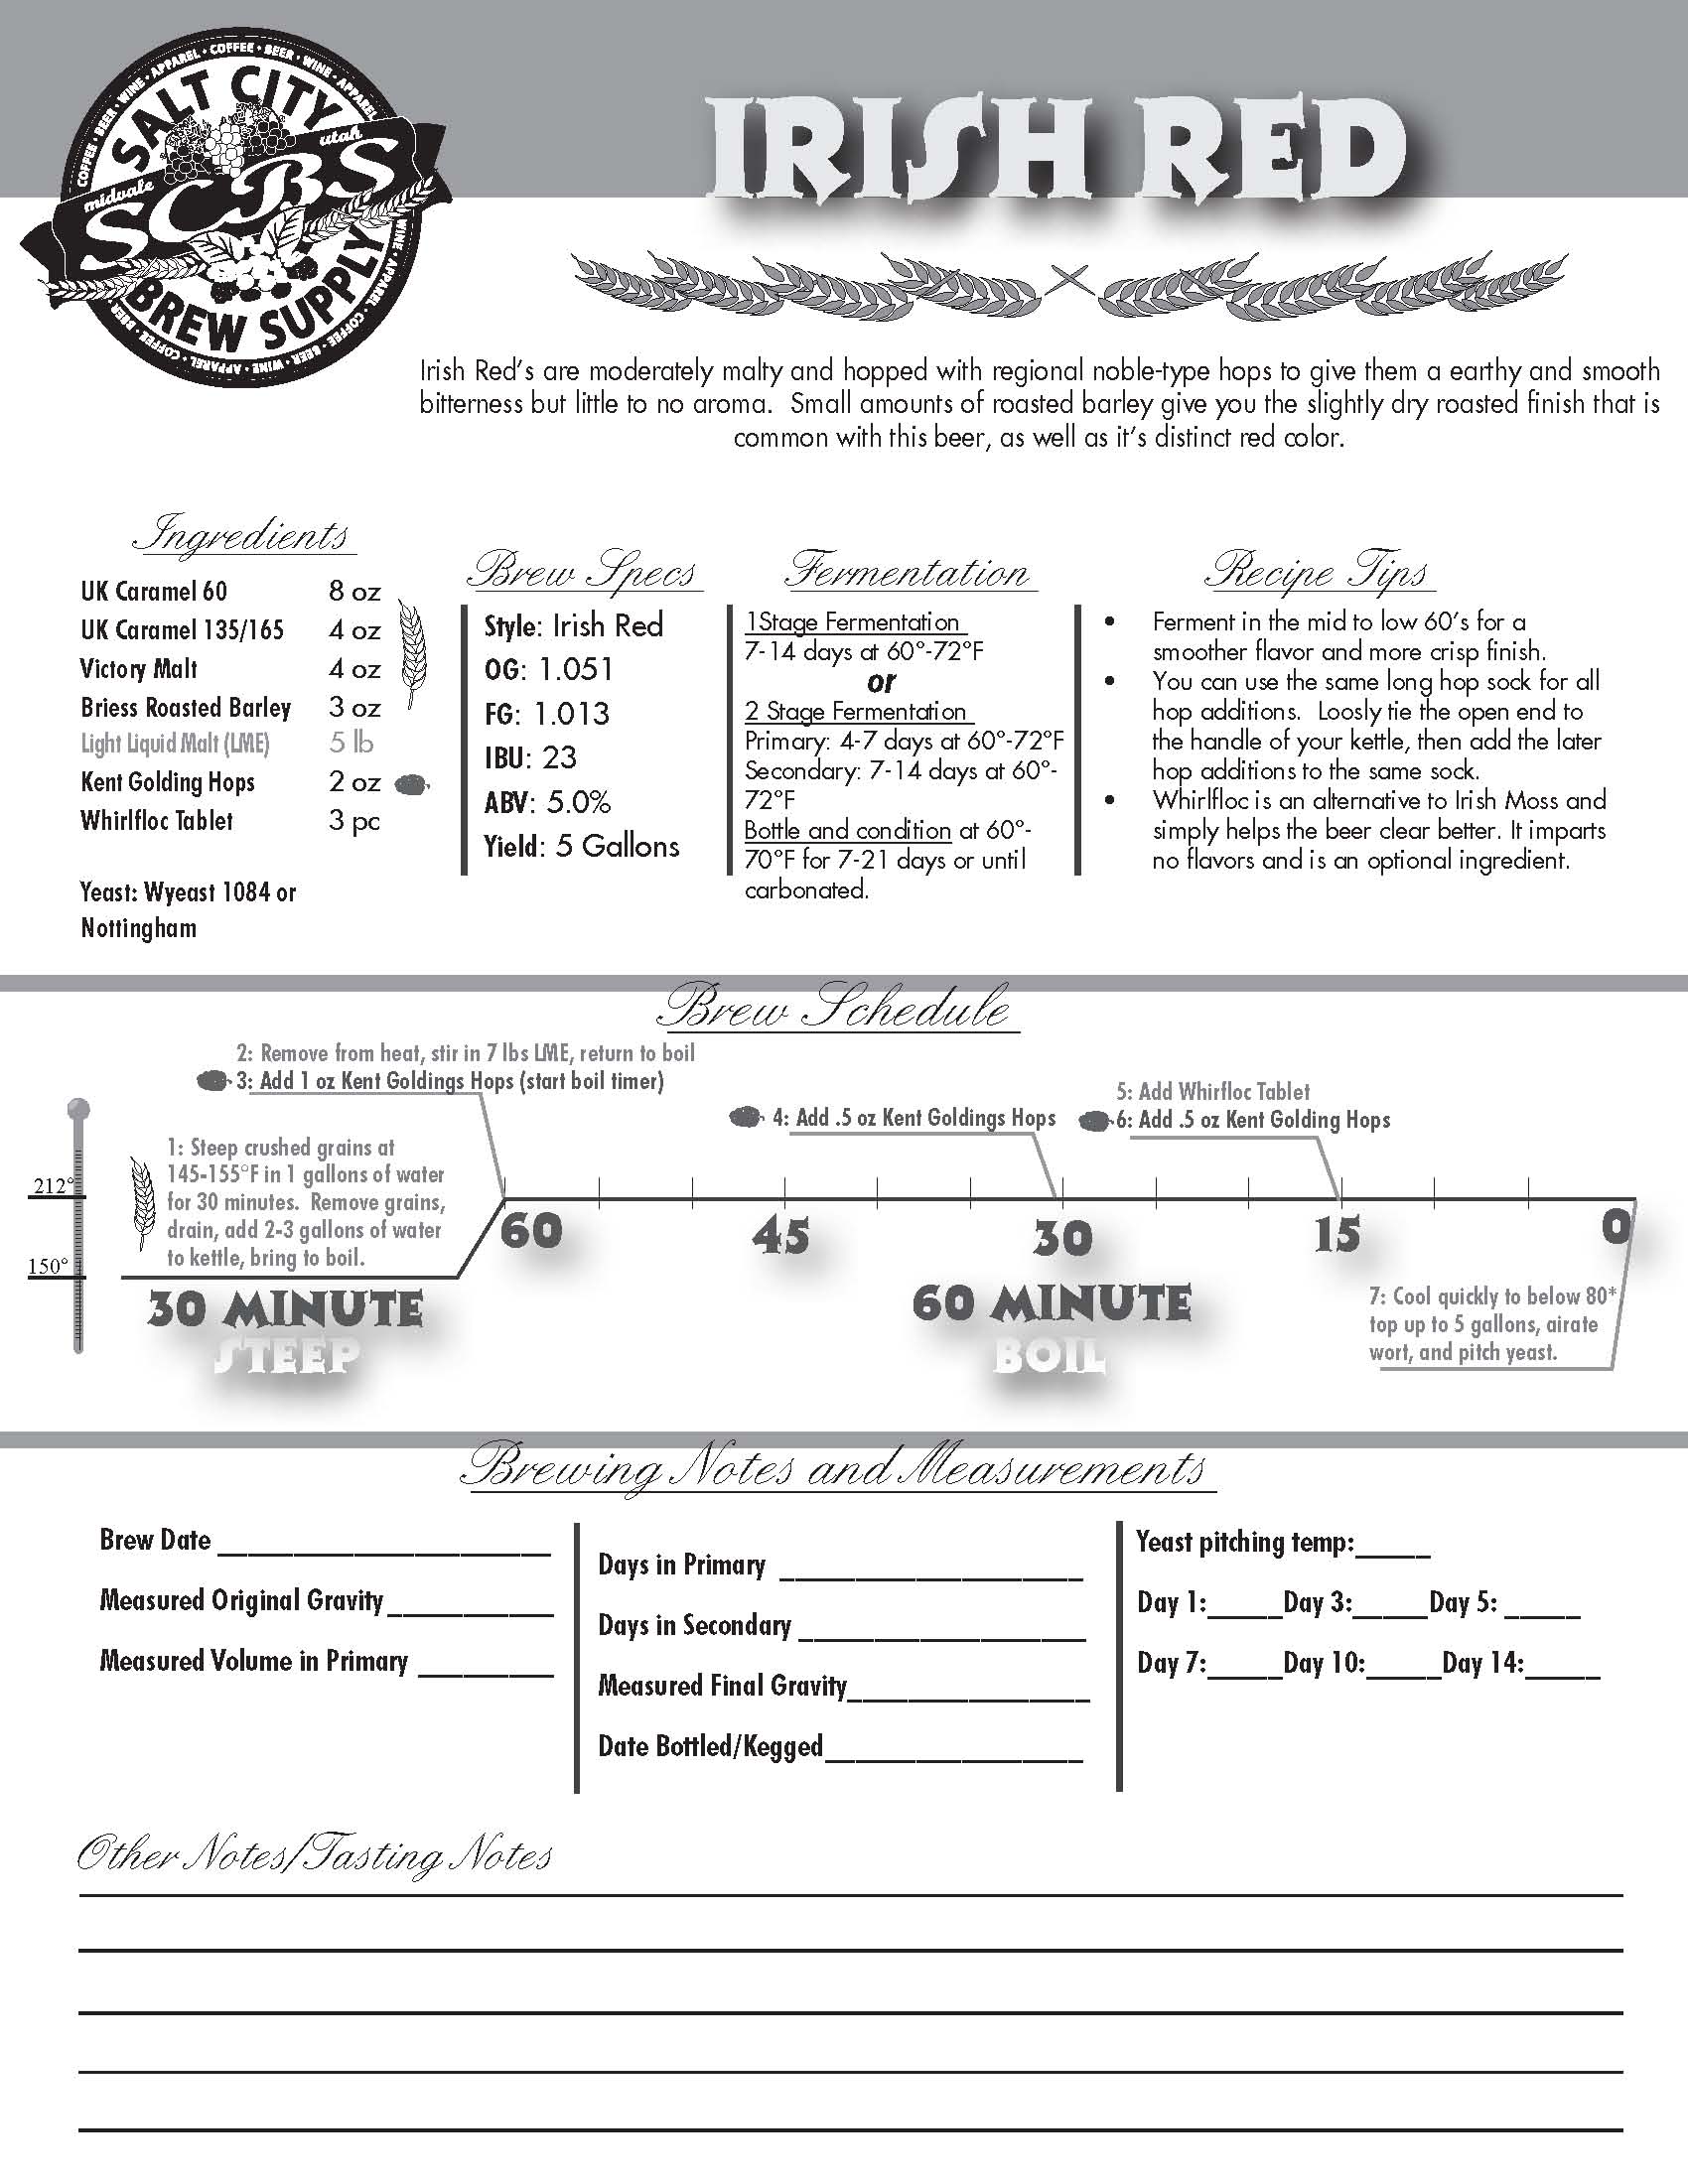 COFFEE • BEER • WINE • APPAREL • COFFEE • BEER • WINE • APPAREL
SALT CITY
midvale SCBS utah
BREW SUPPLY
IRISH RED
Irish Red's are moderately malty and hopped with regional noble-type hops to give them a earthy and smooth
bitterness but little to no aroma.  Small amounts of roasted barley give you the slightly dry roasted finish that is
common with this beer, as well as it's distinct red color.
Ingredients
UK Caramel 60 8 oz
UK Caramel 135/165 4 oz
Victory Malt 4 oz
Briess Roasted Barley 3 oz
Light Liquid Malt (LME) 5 lb
Kent Golding Hops 2 oz
Whirlfloc Tablet 3 pc
Yeast: Wyeast 1084 or
Nottingham
Brew Specs
Style: Irish Red
OG: 1.051
FG: 1.013
IBU: 23
ABV: 5.0%
Yield: 5 Gallons
Fermentation
1Stage Fermentation
7-14 days at 60°-72°F
or
2 Stage Fermentation
Primary: 4-7 days at 60°-72°F
Secondary: 7-14 days at 60°-
72°F
Bottle and condition at 60°-
70°F for 7-21 days or until
carbonated.
Recipe Tips
• Ferment in the mid to low 60's for a
smoother flavor and more crisp finish.
• You can use the same long hop sock for all
hop additions.  Loosly tie the open end to
the handle of your kettle, then add the later
hop additions to the same sock.
• Whirlfloc is an alternative to Irish Moss and
simply helps the beer clear better. It imparts
no flavors and is an optional ingredient.
Brew Schedule
2: Remove from heat, stir in 7 lbs LME, return to boil
3: Add 1 oz Kent Goldings Hops (start boil timer)
4: Add .5 oz Kent Goldings Hops
5: Add Whirfloc Tablet
6: Add .5 oz Kent Golding Hops
1: Steep crushed grains at
145-155°F in 1 gallons of water
for 30 minutes.  Remove grains,
drain, add 2-3 gallons of water
to kettle, bring to boil.
212°
150°
60 45 30 15 0
30 MINUTE
STEEP
60 MINUTE
BOIL
7: Cool quickly to below 80*
top up to 5 gallons, airate
wort, and pitch yeast.
Brewing Notes and Measurements
Brew Date ______________________
Measured Original Gravity___________
Measured Volume in Primary _________
Days in Primary ____________________
Days in Secondary ___________________
Measured Final Gravity________________
Date Bottled/Kegged_________________
Yeast pitching temp:_____
Day 1:_____Day 3:_____Day 5: _____
Day 7:_____Day 10:_____Day 14:_____
Other Notes/Tasting Notes